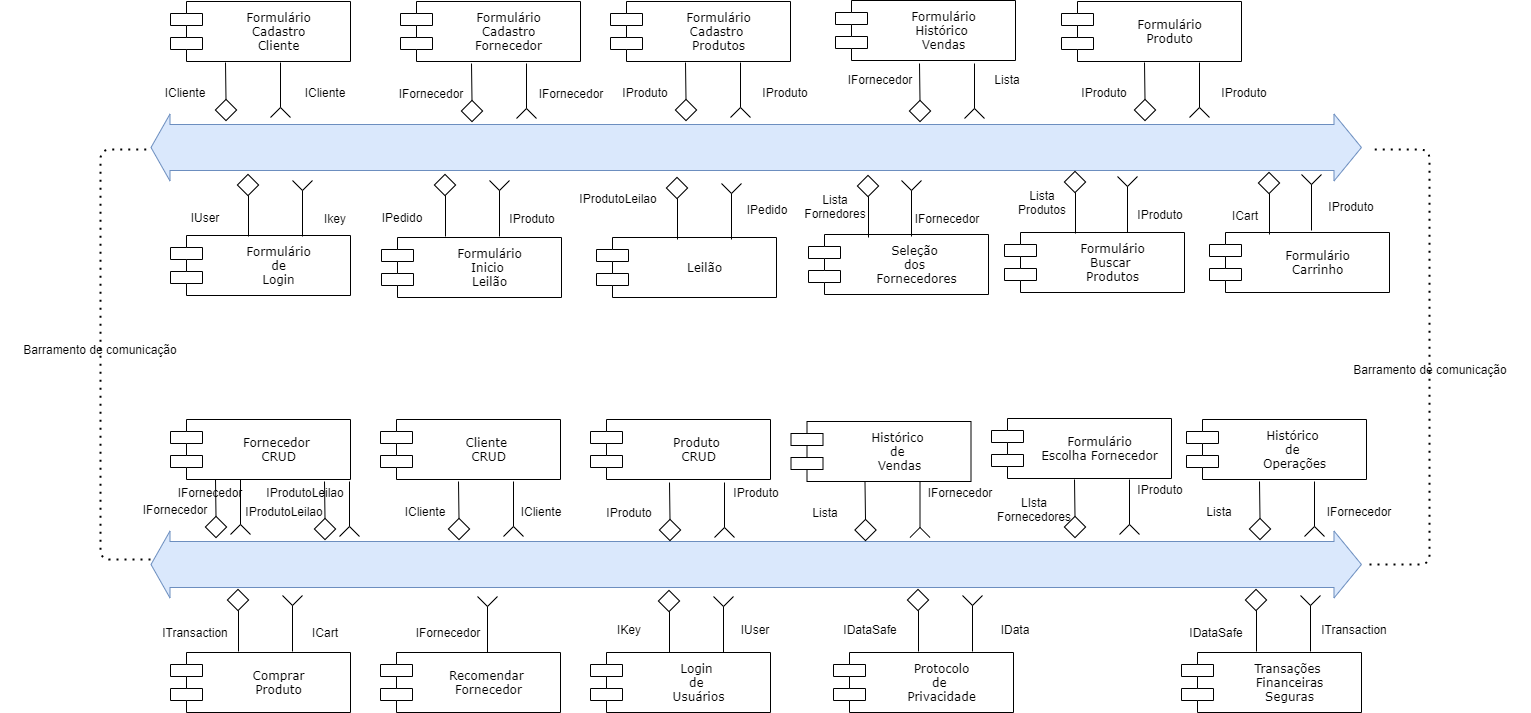 Formulário
Cadastro
Cliente
Formulário
Cadastro
Fornecedor
Formulário
Cadastro
Produtos
Formulário
Histórico
Vendas
Formulário
Produto
ICliente
ICliente
IFornecedor
IFornecedor
IProduto
IProduto
IFornecedor
Lista
IProduto
IProduto
IUser
Ikey
IPedido
IProduto
IProdutoLeilao
IPedido
Lista
Fornedores
IFornecedor
Lista
Produtos
IProduto
ICart
IProduto
Formulário
de
Login
Formulário
Inicio
Leilão
Leilão
Seleção
dos
Fornecedores
Formulário
Buscar
Produtos
Formulário
Carrinho
Barramento de comunicação
Barramento de comunicação
Fornecedor
CRUD
Cliente
CRUD
Produto
CRUD
Histórico
de
Vendas
Formulário
Escolha Fornecedor
Histórico
de
Operações
IFornecedor
IProdutoLeilao
IFornecedor
IProdutoLeilao
ICliente
ICliente
IProduto
IProduto
Lista
IFornecedor
LIsta
Fornecedores
IProduto
Lista
IFornecedor
ITransaction
ICart
IFornecedor
IKey
IUser
IDataSafe
IData
IDataSafe
ITransaction
Comprar
Produto
Recomendar
Fornecedor
Login
de
Usuários
Protocolo
de
Privacidade
Transações
Financeiras
Seguras